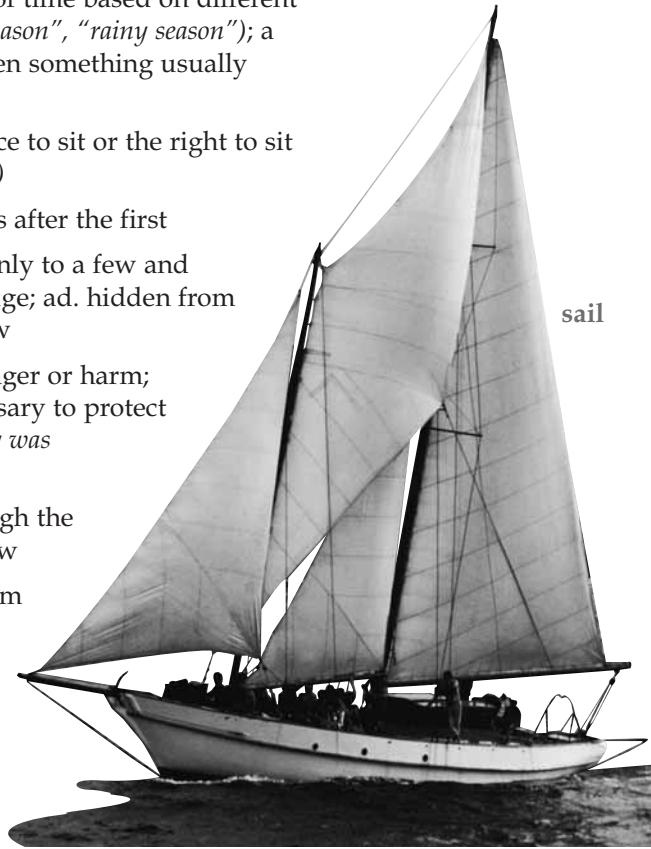 of time based on different
ason", "rainy season"); a
en something usually
ce to sit or the right to sit
)
s after the first
nly to a few and
ge; ad. hidden from
w
ger or harm;
sary to protect
was
gh the
w
m
sail